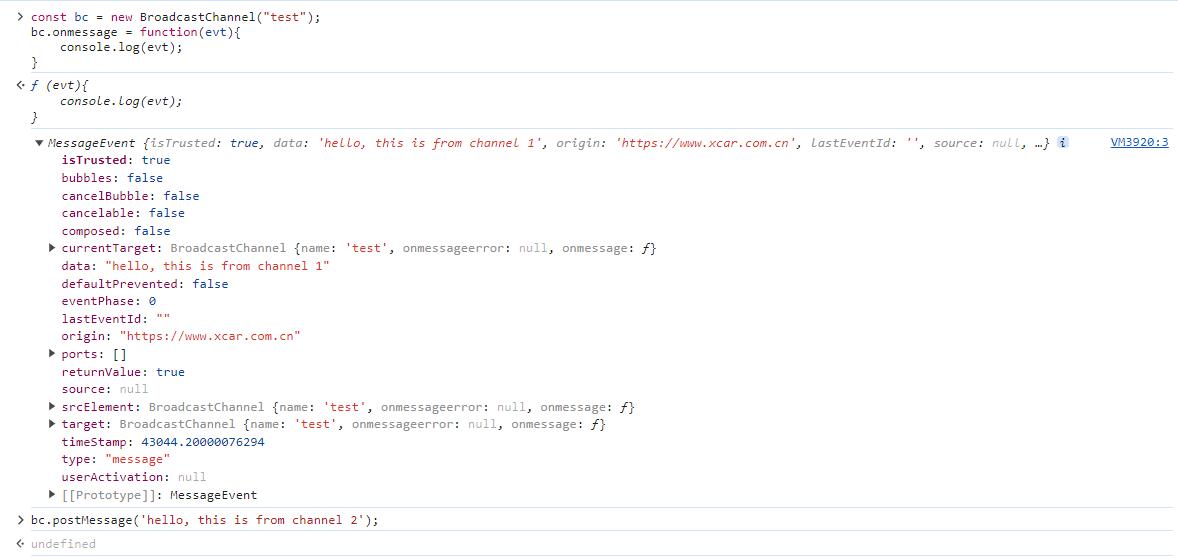 > const bc = new BroadcastChannel("test");
bc.onmessage = function(evt){
    console.log(evt);
}
<· ƒ (evt){
    console.log(evt);
}
▼ MessageEvent {isTrusted: true, data: 'hello, this is from channel 1', origin: 'https://www.xcar.com.cn', lastEventId: '', source: null, …} i VM3920:3
isTrusted: true
bubbles: false
cancelBubble: false
cancelable: false
composed: false
▶ currentTarget: BroadcastChannel {name: 'test', onmessageerror: null, onmessage: ƒ}
data: "hello, this is from channel 1"
defaultPrevented: false
eventPhase: 0
lastEventId: ""
origin: "https://www.xcar.com.cn"
▶ ports: []
returnValue: true
source: null
▶ srcElement: BroadcastChannel {name: 'test', onmessageerror: null, onmessage: ƒ}
▶ target: BroadcastChannel {name: 'test', onmessageerror: null, onmessage: ƒ}
timeStamp: 43044.20000076294
type: "message"
userActivation: null
▶ [[Prototype]]: MessageEvent
> bc.postMessage('hello, this is from channel 2');
<· undefined